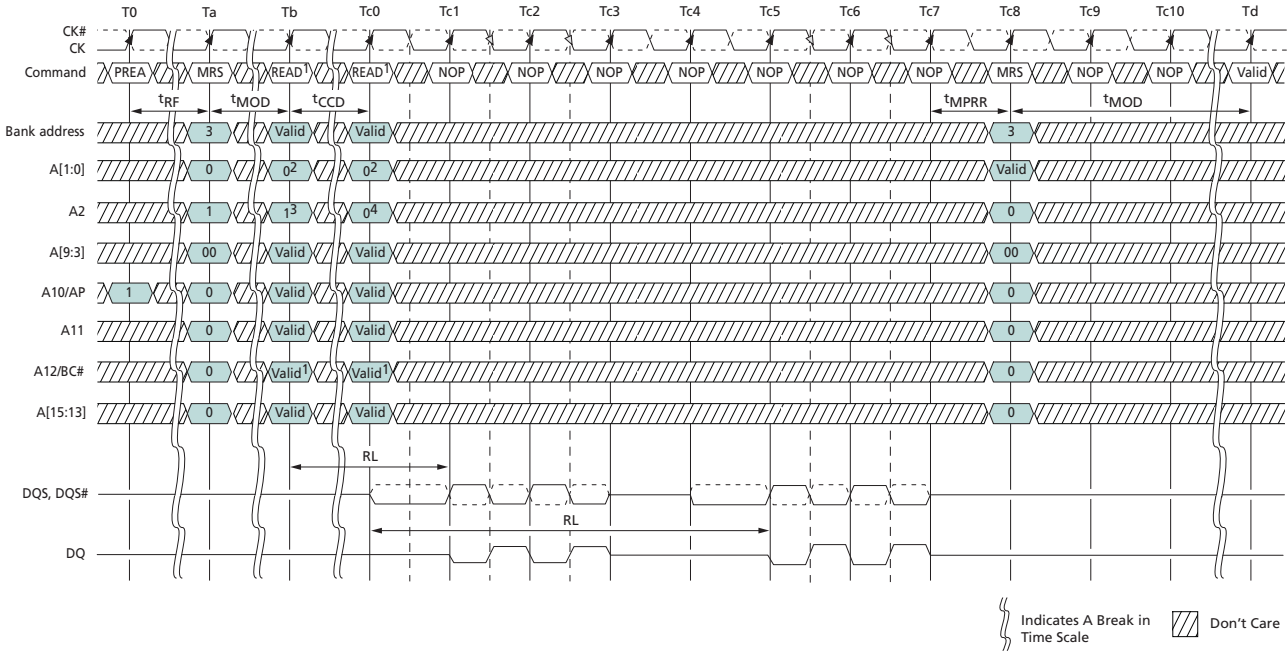 T0 Ta Tb Tc0 Tc1 Tc2 Tc3 Tc4 Tc5 Tc6 Tc7 Tc8 Tc9 Tc10 Td
CK#
CK
Command PREA MRS READ1 READ1 NOP NOP NOP NOP NOP NOP NOP MRS NOP NOP Valid
tRF tMOD tCCD tMPRR tMOD
Bank address 3 Valid Valid 3
A[1:0] 0 02 02 Valid
A2 1 13 04 0
A[9:3] 00 Valid Valid 00
A10/AP 1 0 Valid Valid 0
A11 0 Valid Valid 0
A12/BC# 0 Valid1 Valid1 0
A[15:13] 0 Valid Valid 0
RL
DQS, DQS#
RL
DQ
Indicates A Break in
Time Scale
Don't Care